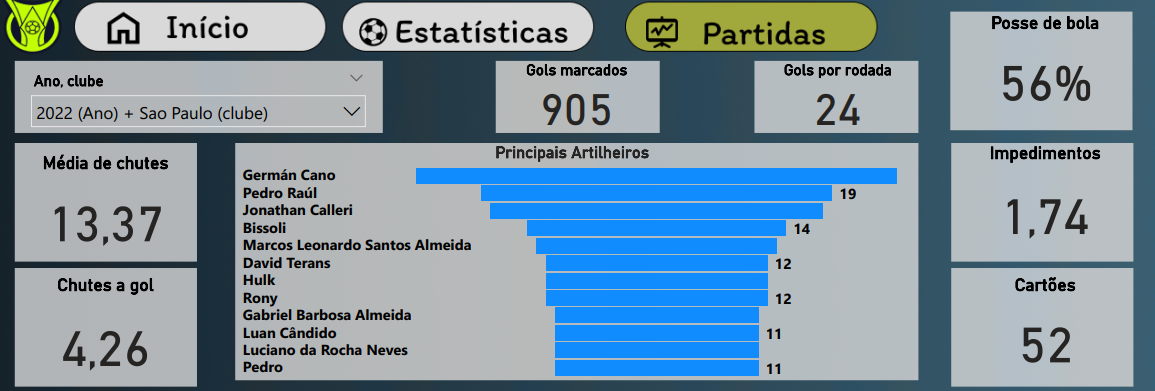 Início
Estatísticas
Partidas
Posse de bola
56%
Ano, clube
2022 (Ano) + Sao Paulo (clube)
Gols marcados
905
Gols por rodada
24
Média de chutes
13,37
Chutes a gol
4,26
Principais Artilheiros
Germán Cano
Pedro Raúl 19
Jonathan Calleri
Bissoli 14
Marcos Leonardo Santos Almeida
David Terans 12
Hulk
Rony 12
Gabriel Barbosa Almeida
Luan Cândido 11
Luciano da Rocha Neves
Pedro 11
Impedimentos
1,74
Cartões
52